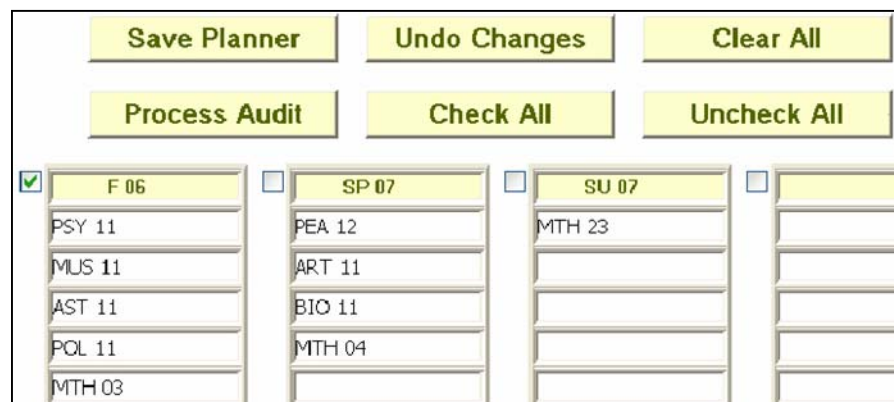 Save Planner Undo Changes Clear All
Process Audit Check All Uncheck All
F 06 SP 07 SU 07
PSY 11 PEA 12 MTH 23
MUS 11 ART 11
AST 11 BIO 11
POL 11 MTH 04
MTH 03